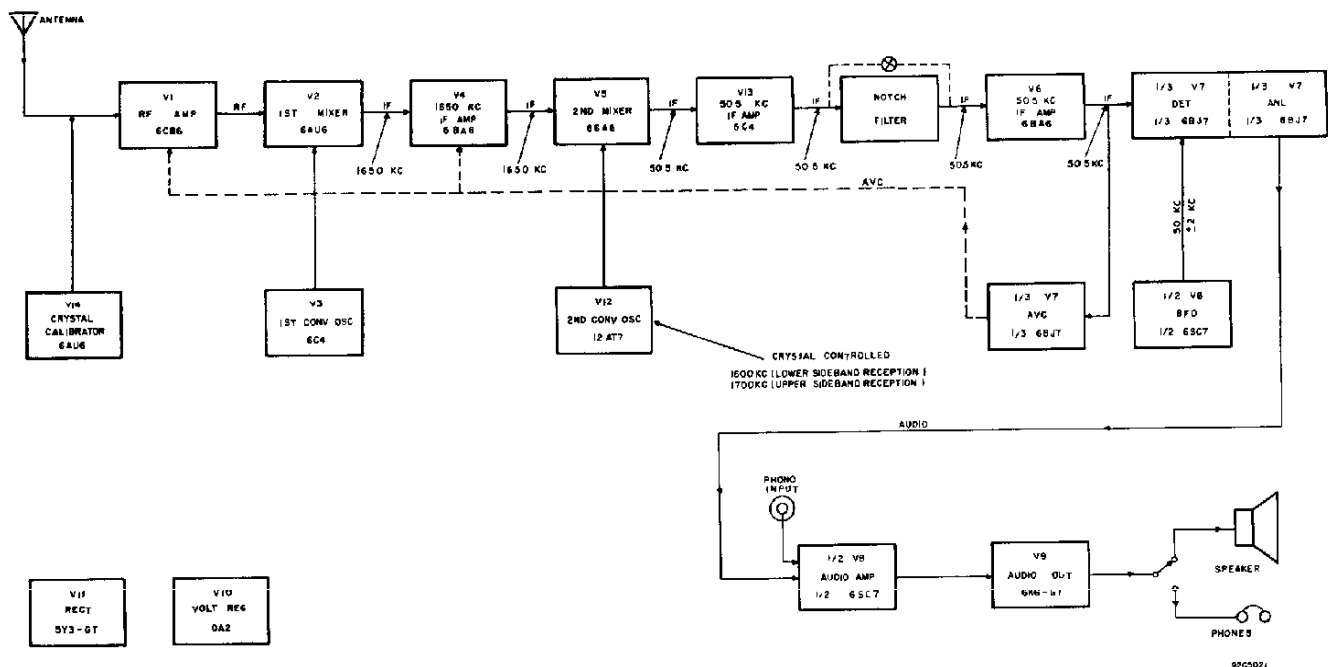 ANTENNA
V1
RF AMP
6CB6
RF
V2
1ST MIXER
6AU6
IF
1650 KC
V4
1650 KC
IF AMP
6BA6
IF
1650 KC
V5
2ND MIXER
IF
50.5 KC
V13
50.5 KC
IF AMP
6C4
IF
50.5 KC
NOTCH
FILTER
IF
50.5 KC
V6
50.5 KC
IF AMP
6BA6
IF
50.5 KC
1/3 V7
DET
1/3 6BJ7
1/3 V7
ANL
1/3 6BJ7
AVC
50 KC
±.2 KC
V14
CRYSTAL
CALIBRATOR
6AU6
V3
1ST CONV OSC
6C4
V12
2ND CONV OSC
12AT7
1/3 V7
AVC
1/3 6BJ7
1/2 V8
BFO
1/2 6SC7
CRYSTAL CONTROLLED
1600KC (LOWER SIDEBAND RECEPTION)
1700KC (UPPER SIDEBAND RECEPTION)
AUDIO
PHONO
INPUT
1/2 V8
AUDIO AMP
1/2 6SC7
V9
AUDIO OUT
6K6-GT
SPEAKER
PHONES
V11
RECT
5Y3-GT
V10
VOLT REG
0A2